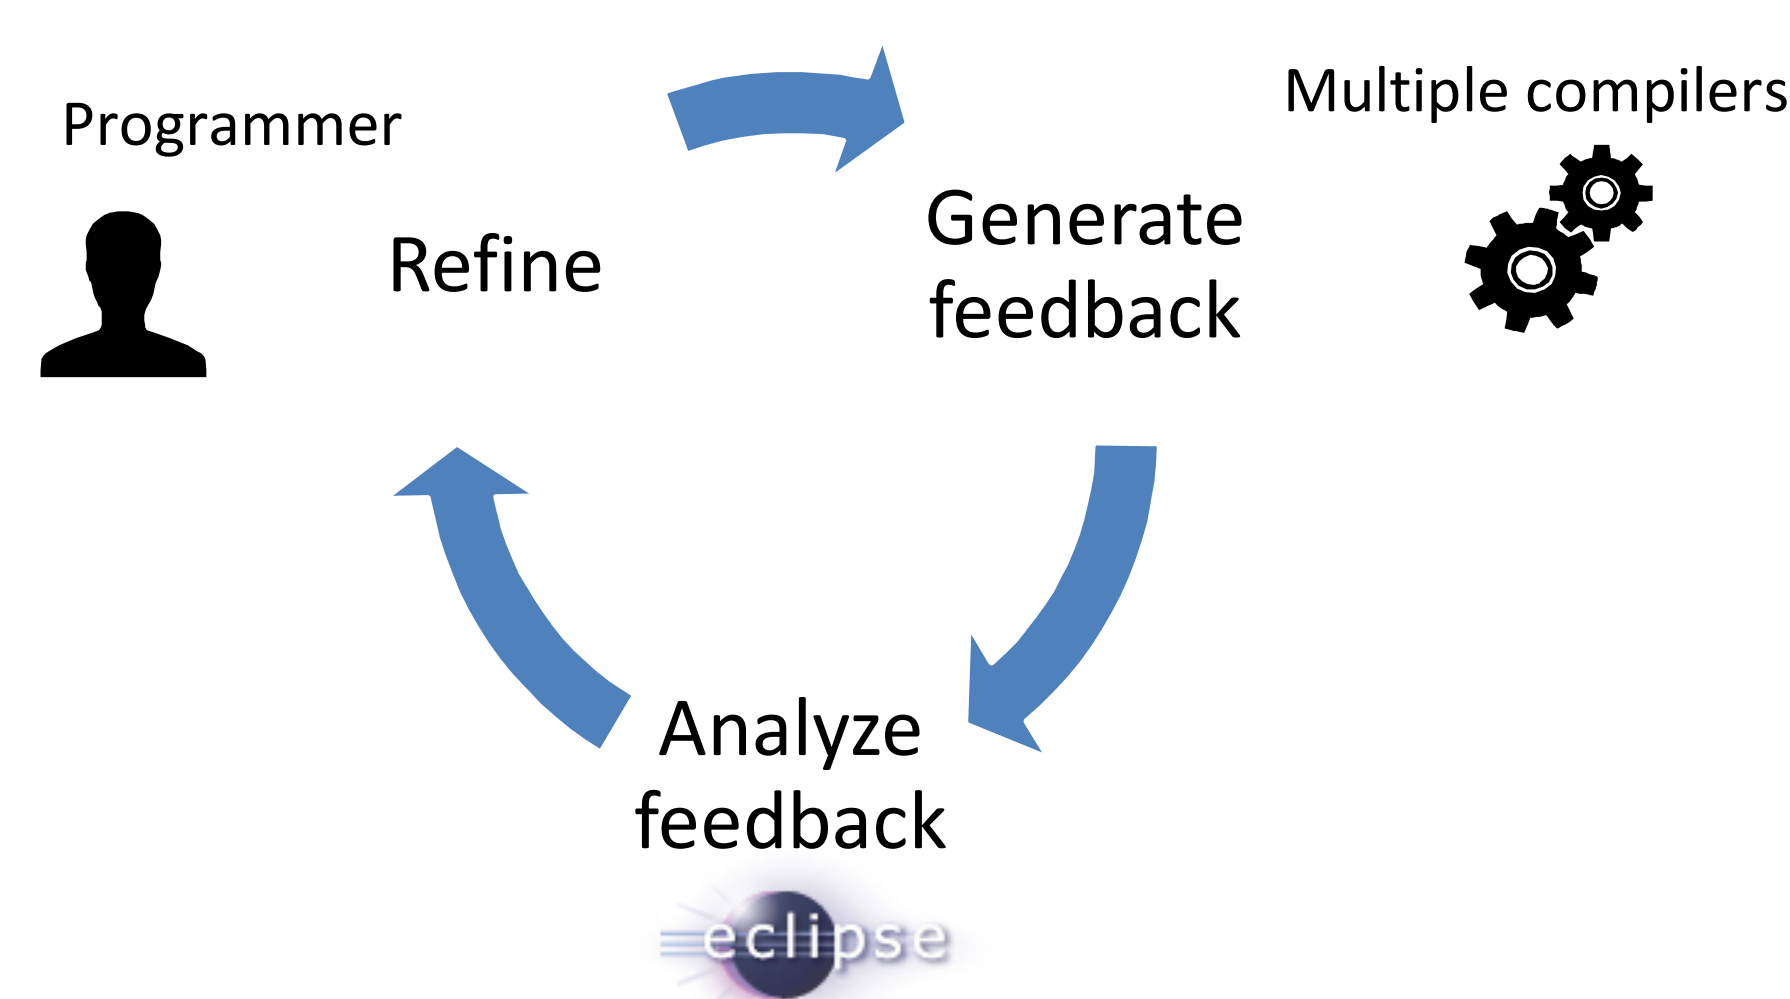 Programmer
Multiple compilers
Refine
Generate
feedback
Analyze
feedback
eclipse